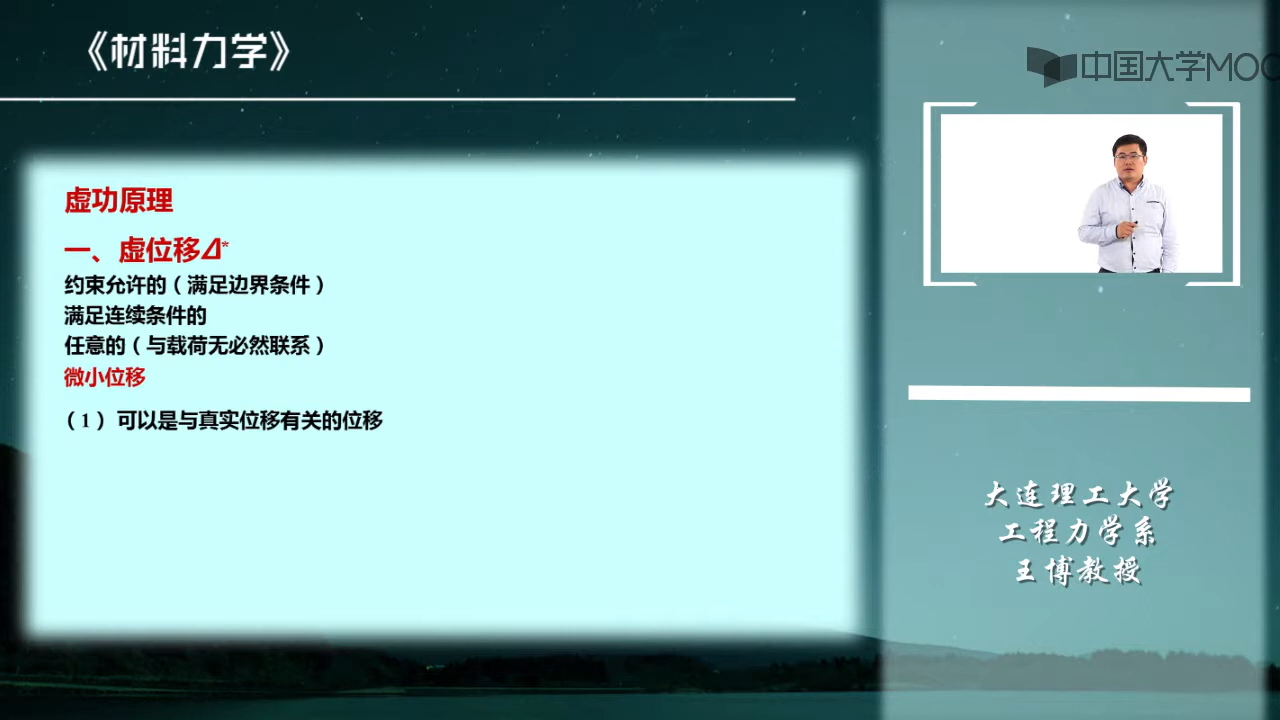 《材料力学》
中国大学MOO
虚功原理
一、虚位移Δ*
约束允许的（满足边界条件）
满足连续条件的
任意的（与载荷无必然联系）
微小位移
（1） 可以是与真实位移有关的位移
大连理工大学
工程力学系
王博教授